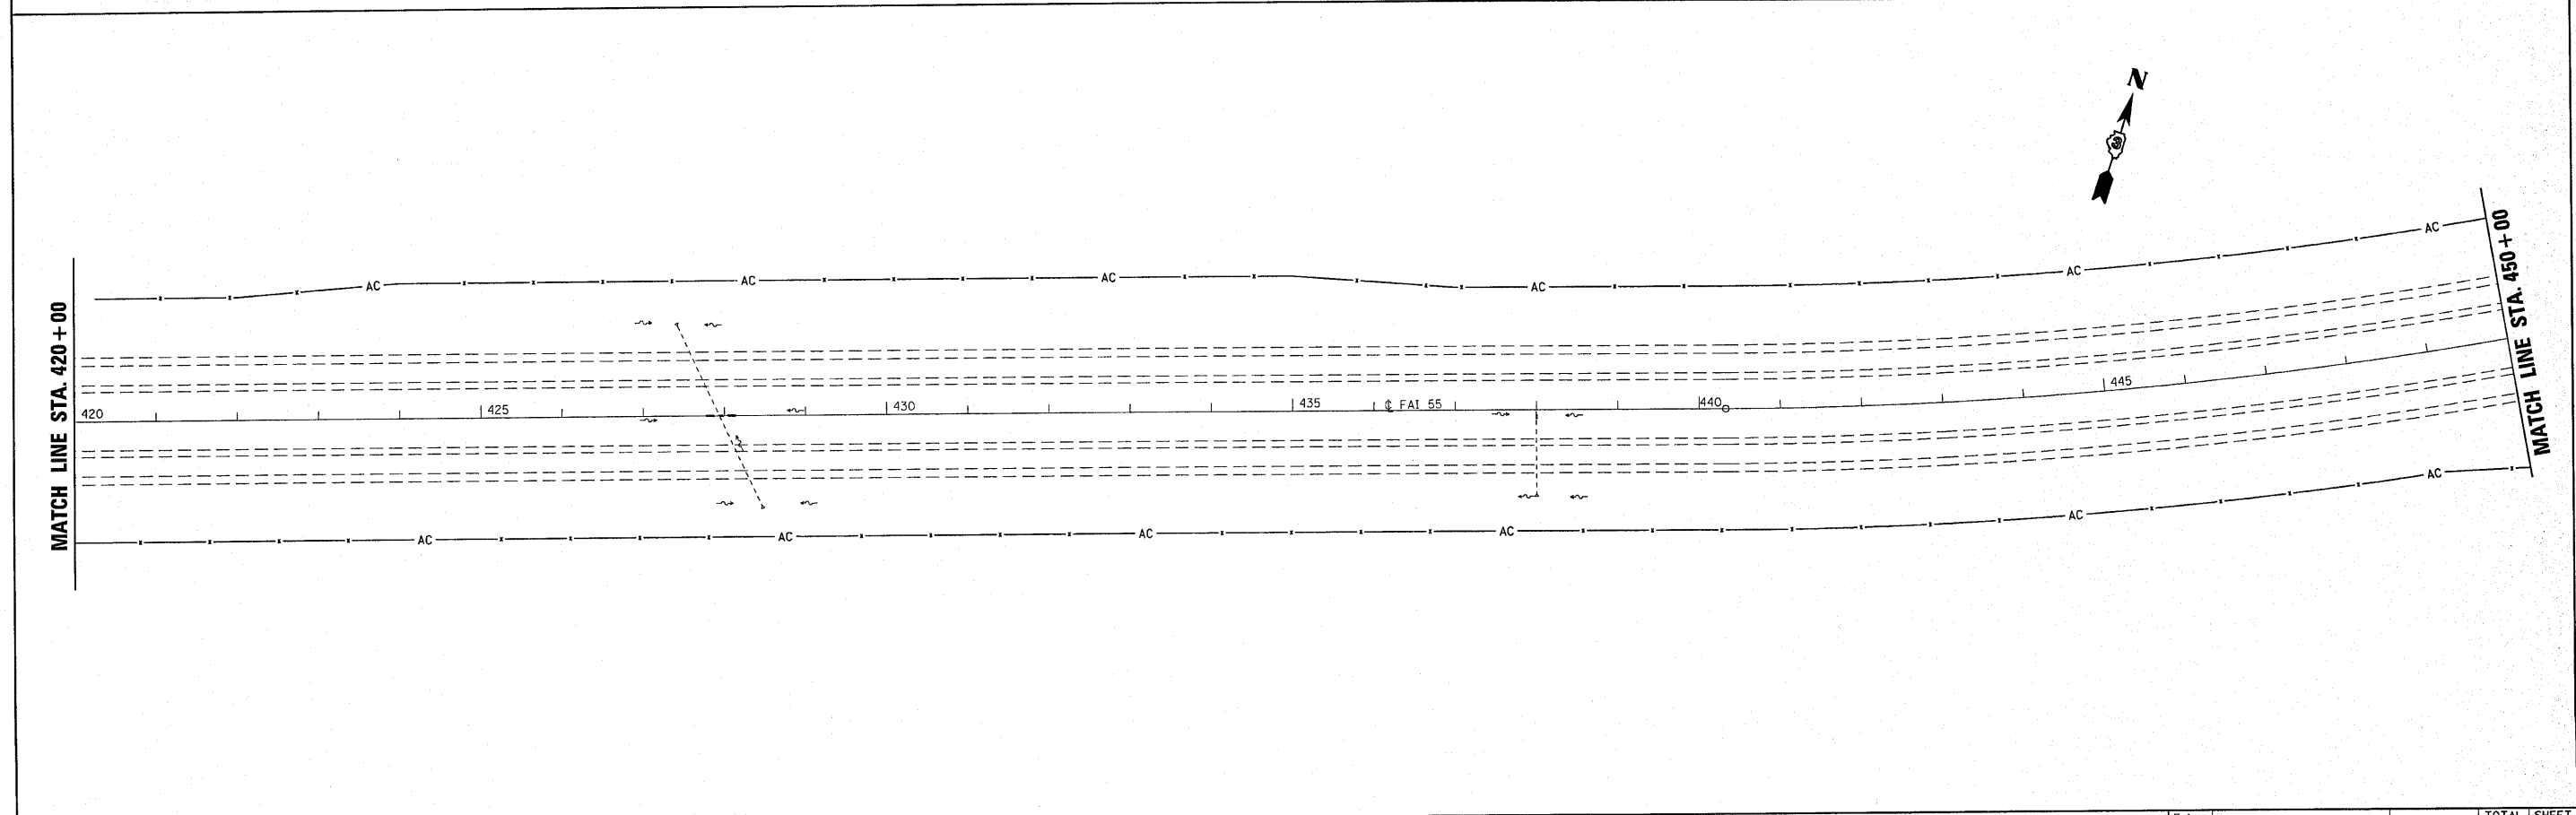 N
AC AC AC AC AC AC
MATCH LINE STA. 420+00
420 425 430 435 ℄ FAI 55 440 445
MATCH LINE STA. 450+00
AC AC AC AC AC AC
TOTAL SHEET